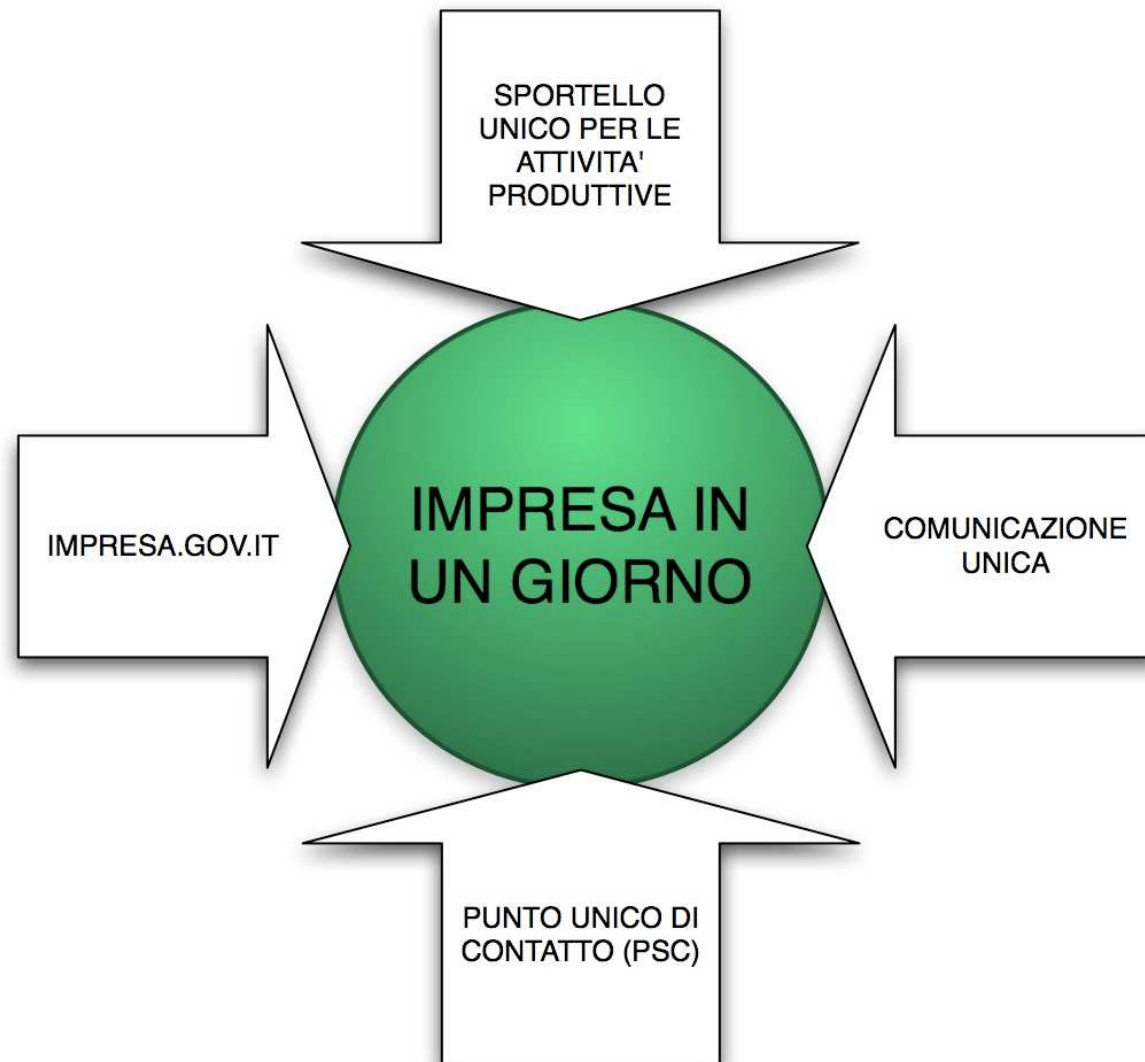 SPORTELLO
UNICO PER LE
ATTIVITA'
PRODUTTIVE
IMPRESA.GOV.IT
IMPRESA IN
UN GIORNO
COMUNICAZIONE
UNICA
PUNTO UNICO DI
CONTATTO (PSC)